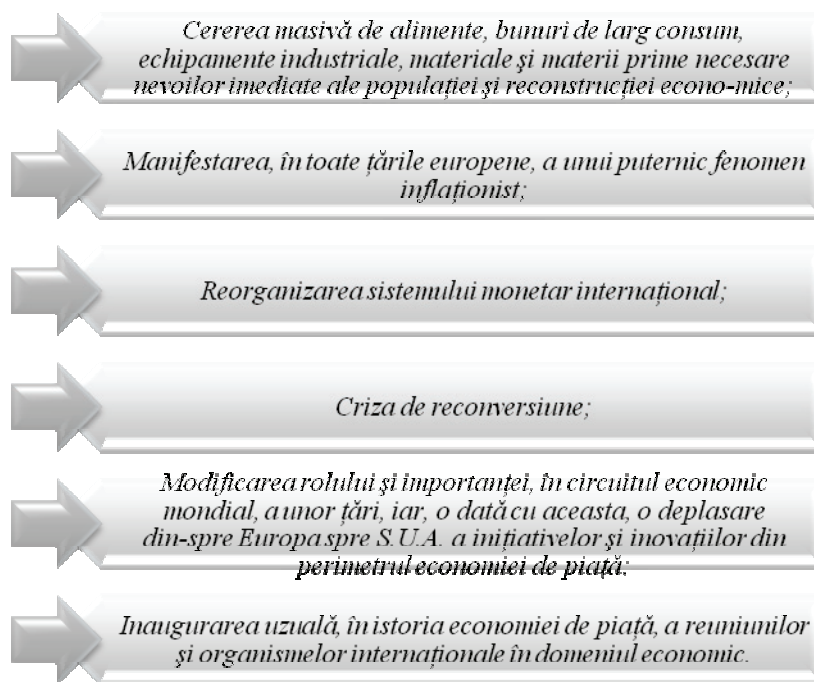 Cererea masivă de alimente, bunuri de larg consum,
echipamente industriale, materiale şi materii prime necesare
nevoilor imediate ale populaţiei şi reconstrucţiei econo-mice;
Manifestarea, în toate ţările europene, a unui puternic fenomen
inflaţionist;
Reorganizarea sistemului monetar internaţional;
Criza de reconversiune;
Modificarea rolului şi importanţei, în circuitul economic
mondial, a unor ţări, iar, o dată cu aceasta, o deplasare
din-spre Europa spre S.U.A. a iniţiativelor şi inovaţiilor din
perimetrul economiei de piaţă;
Inaugurarea uzuală, în istoria economiei de piaţă, a reuniunilor
şi organismelor internaţionale în domeniul economic.